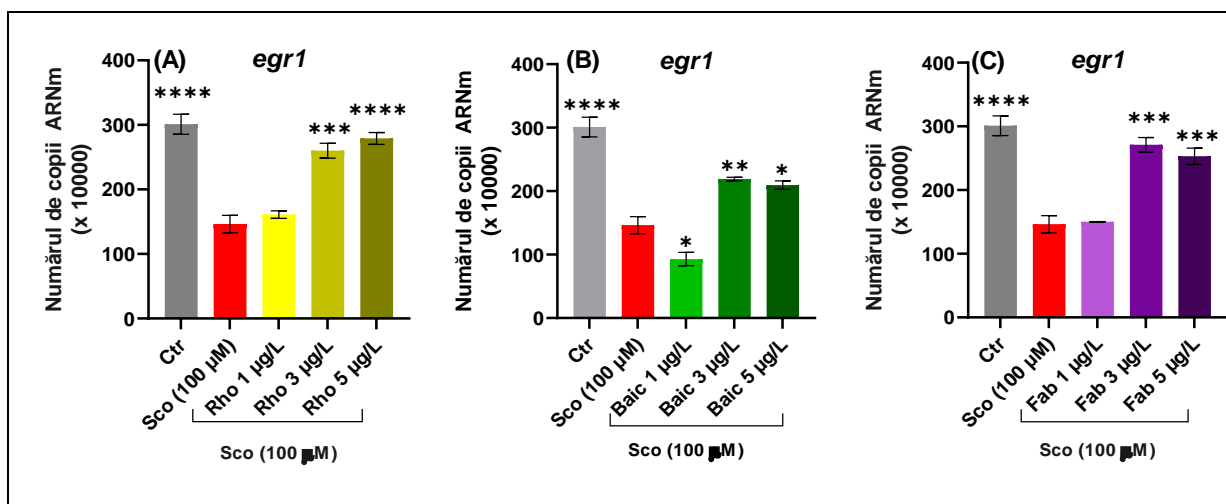 (A) egr1
Numărul de copii ARNm
(x 10000)
400
300
200
100
0
****
***
****
Ctr
Sco (100 µM)
Rho 1 µg/L
Rho 3 µg/L
Rho 5 µg/L
Sco (100 µM)
(B) egr1
Numărul de copii ARNm
(x 10000)
400
300
200
100
0
****
*
**
*
Ctr
Sco (100 µM)
Baic 1 µg/L
Baic 3 µg/L
Baic 5 µg/L
Sco (100 µM)
(C) egr1
Numărul de copii ARNm
(x 10000)
400
300
200
100
0
****
***
***
Ctr
Sco (100 µM)
Fab 1 µg/L
Fab 3 µg/L
Fab 5 µg/L
Sco (100 µM)